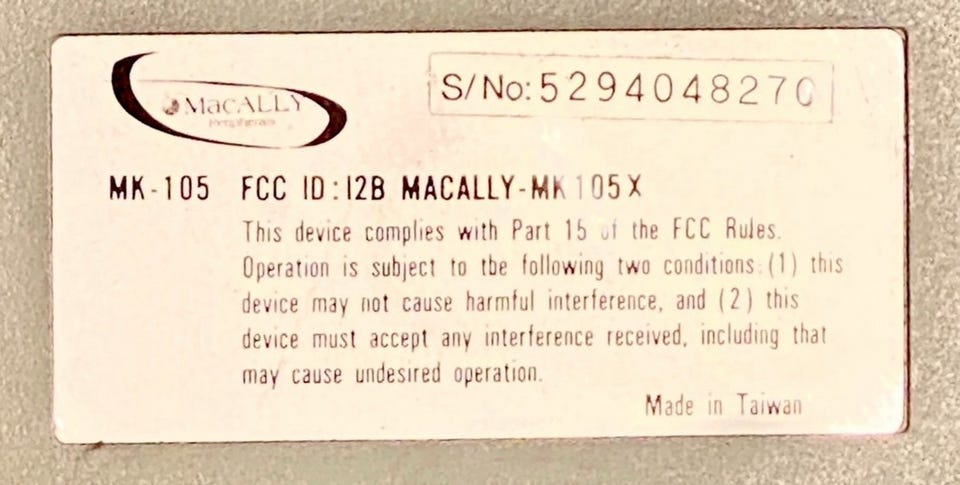 MacALLY
Peripherals
S/No: 5294048270
MK-105 FCC ID: I2B MACALLY-MK105X
This device complies with Part 15 of the FCC Rules.
Operation is subject to tbe following two conditions: (1) this
device may not cause harmful interference, and (2) this
device must accept any interference received, including that
may cause undesired operation.
Made in Taiwan